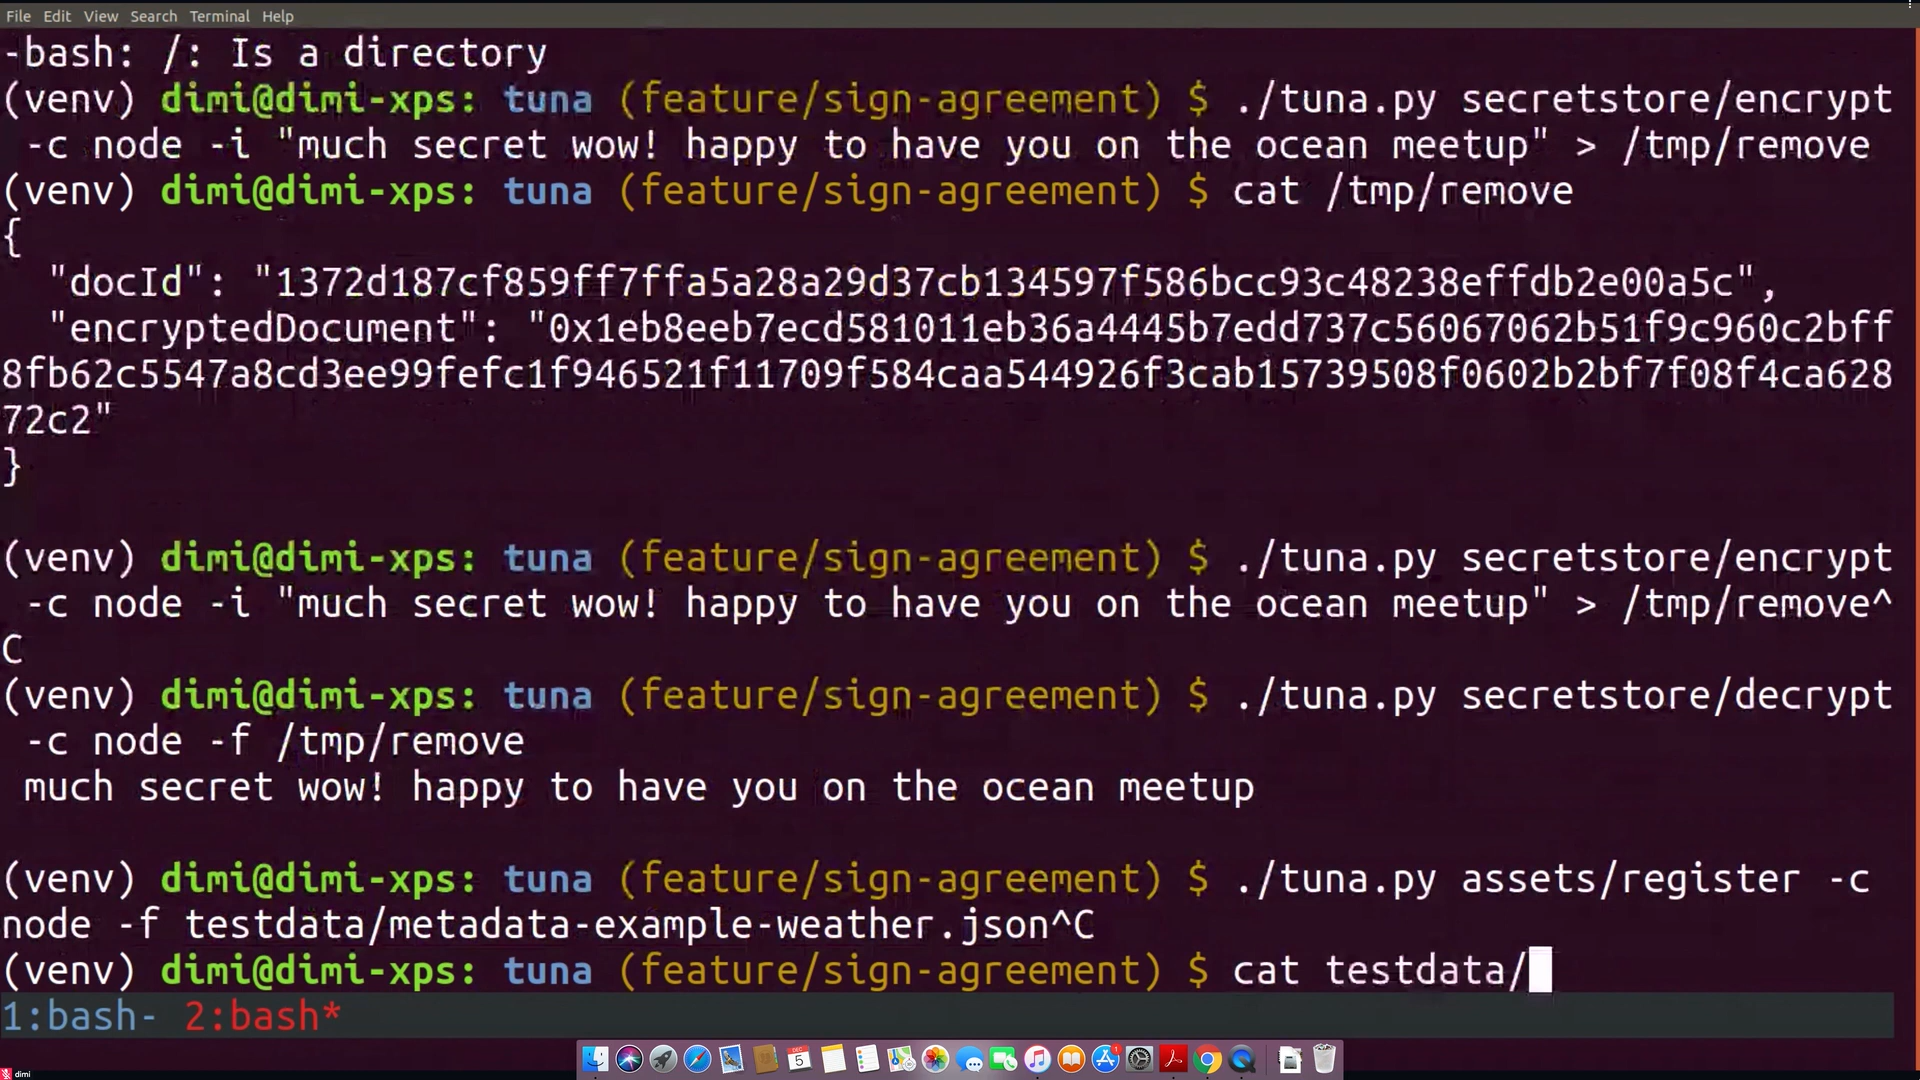 File Edit View Search Terminal Help
-bash: /: Is a directory
(venv) dimi@dimi-xps: tuna (feature/sign-agreement) $ ./tuna.py secretstore/encrypt
-c node -i "much secret wow! happy to have you on the ocean meetup" > /tmp/remove
(venv) dimi@dimi-xps: tuna (feature/sign-agreement) $ cat /tmp/remove
{
"docId": "1372d187cf859ff7ffa5a28a29d37cb134597f586bcc93c48238effdb2e00a5c",
"encryptedDocument": "0x1eb8eeb7ecd581011eb36a4445b7edd737c56067062b51f9c960c2bff
8fb62c5547a8cd3ee99fefc1f946521f11709f584caa544926f3cab15739508f0602b2bf7f08f4ca628
72c2"
}
(venv) dimi@dimi-xps: tuna (feature/sign-agreement) $ ./tuna.py secretstore/encrypt
-c node -i "much secret wow! happy to have you on the ocean meetup" > /tmp/remove^
C
(venv) dimi@dimi-xps: tuna (feature/sign-agreement) $ ./tuna.py secretstore/decrypt
-c node -f /tmp/remove
much secret wow! happy to have you on the ocean meetup
(venv) dimi@dimi-xps: tuna (feature/sign-agreement) $ ./tuna.py assets/register -c
node -f testdata/metadata-example-weather.json^C
(venv) dimi@dimi-xps: tuna (feature/sign-agreement) $ cat testdata/
1:bash- 2:bash*
DEC
5
1
dimi